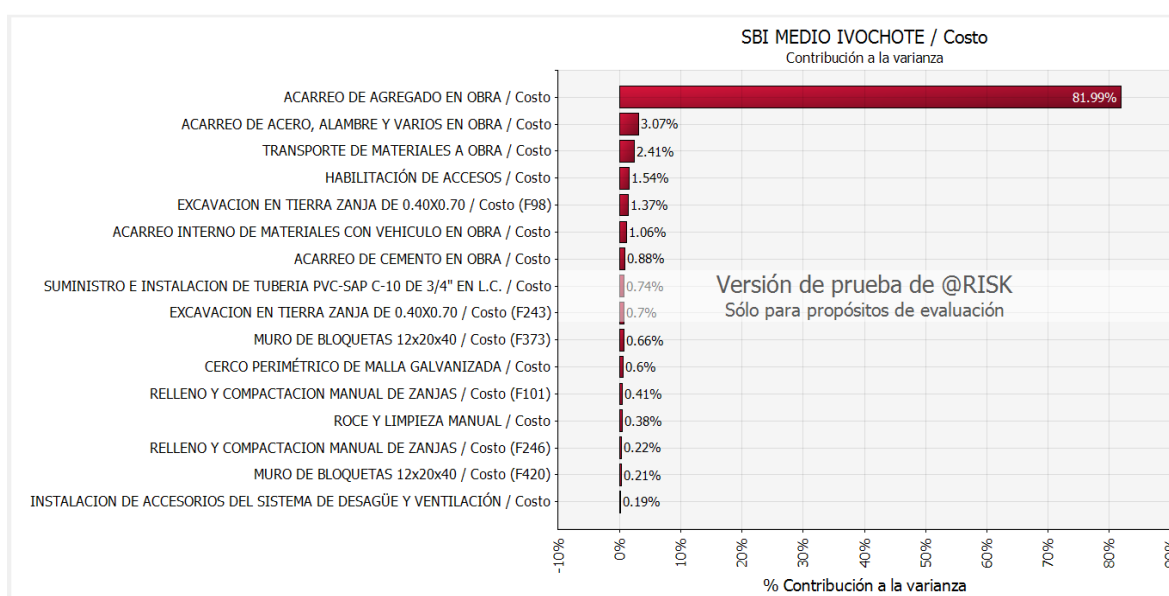 SBI MEDIO IVOCHOTE / Costo
Contribución a la varianza
ACARREO DE AGREGADO EN OBRA / Costo 81.99%
ACARREO DE ACERO, ALAMBRE Y VARIOS EN OBRA / Costo 3.07%
TRANSPORTE DE MATERIALES A OBRA / Costo 2.41%
HABILITACIÓN DE ACCESOS / Costo 1.54%
EXCAVACION EN TIERRA ZANJA DE 0.40X0.70 / Costo (F98) 1.37%
ACARREO INTERNO DE MATERIALES CON VEHICULO EN OBRA / Costo 1.06%
ACARREO DE CEMENTO EN OBRA / Costo 0.88%
SUMINISTRO E INSTALACION DE TUBERIA PVC-SAP C-10 DE 3/4" EN L.C. / Costo 0.74%
Versión de prueba de @RISK
EXCAVACION EN TIERRA ZANJA DE 0.40X0.70 / Costo (F243) 0.7%
Sólo para propósitos de evaluación
MURO DE BLOQUETAS 12x20x40 / Costo (F373) 0.66%
CERCO PERIMÉTRICO DE MALLA GALVANIZADA / Costo 0.6%
RELLENO Y COMPACTACION MANUAL DE ZANJAS / Costo (F101) 0.41%
ROCE Y LIMPIEZA MANUAL / Costo 0.38%
RELLENO Y COMPACTACION MANUAL DE ZANJAS / Costo (F246) 0.22%
MURO DE BLOQUETAS 12x20x40 / Costo (F420) 0.21%
INSTALACION DE ACCESORIOS DEL SISTEMA DE DESAGÜE Y VENTILACIÓN / Costo 0.19%
-10% 0% 10% 20% 30% 40% 50% 60% 70% 80% 90%
% Contribución a la varianza